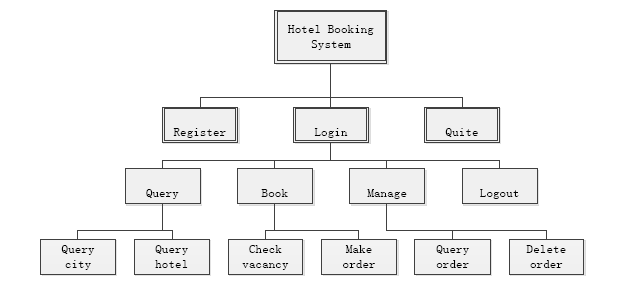 Hotel Booking
System
Register
Login
Quite
Query
Book
Manage
Logout
Query
city
Query
hotel
Check
vacancy
Make
order
Query
order
Delete
order